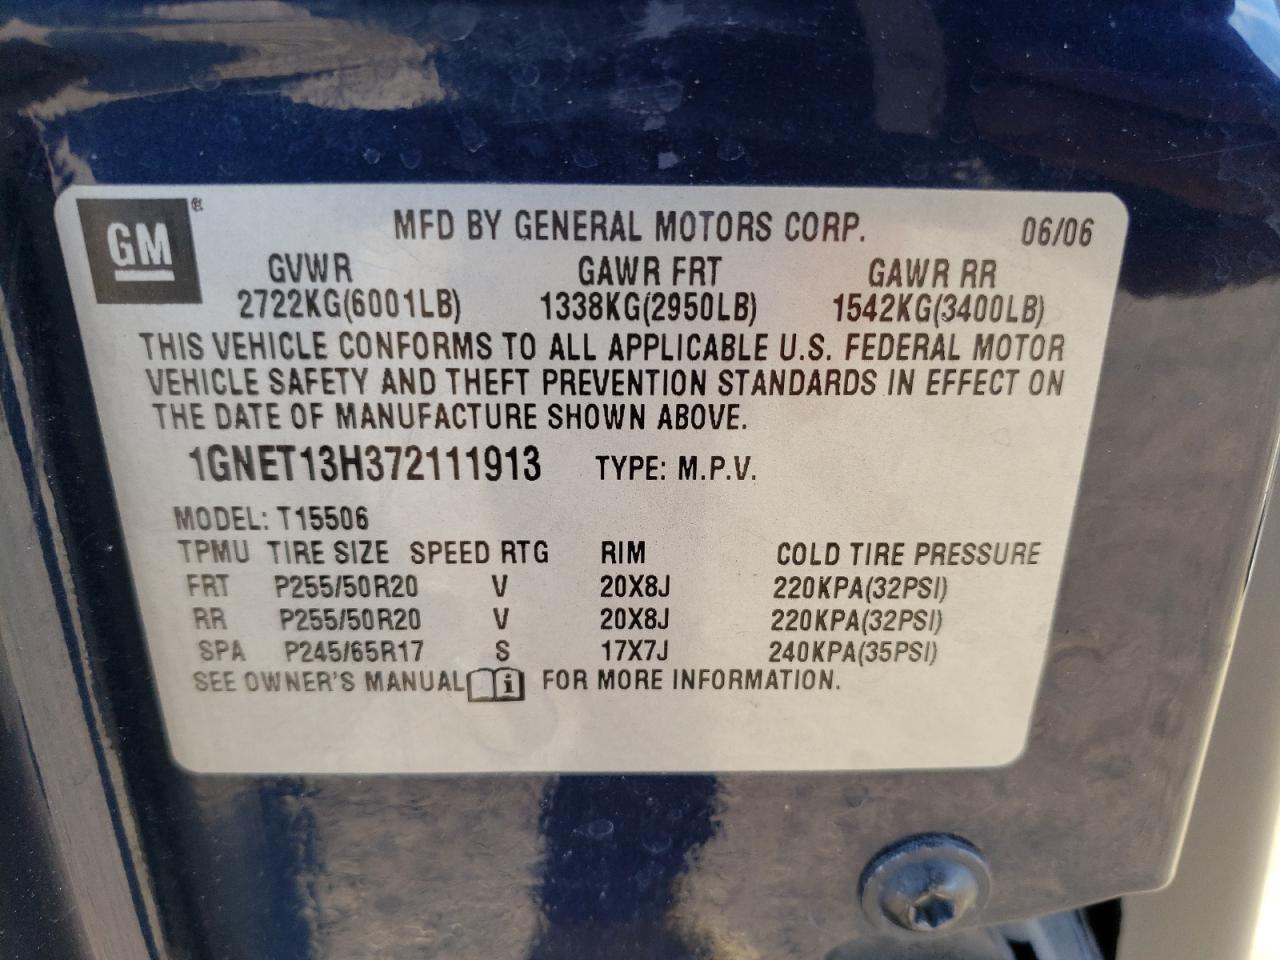 GM ®
MFD BY GENERAL MOTORS CORP. 06/06
GVWR GAWR FRT GAWR RR
2722KG(6001LB) 1338KG(2950LB) 1542KG(3400LB)
THIS VEHICLE CONFORMS TO ALL APPLICABLE U.S. FEDERAL MOTOR
VEHICLE SAFETY AND THEFT PREVENTION STANDARDS IN EFFECT ON
THE DATE OF MANUFACTURE SHOWN ABOVE.
1GNET13H372111913 TYPE: M.P.V.
MODEL: T15506
TPMU TIRE SIZE SPEED RTG RIM COLD TIRE PRESSURE
FRT P255/50R20 V 20X8J 220KPA(32PSI)
RR P255/50R20 V 20X8J 220KPA(32PSI)
SPA P245/65R17 S 17X7J 240KPA(35PSI)
SEE OWNER'S MANUAL i FOR MORE INFORMATION.